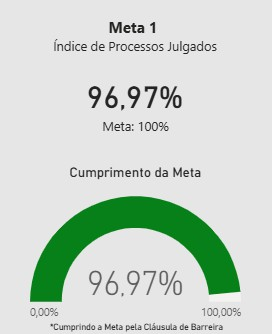 Meta 1
Índice de Processos Julgados
96,97%
Meta: 100%
Cumprimento da Meta
96,97%
0,00%
100,00%
*Cumprindo a Meta pela Cláusula de Barreira